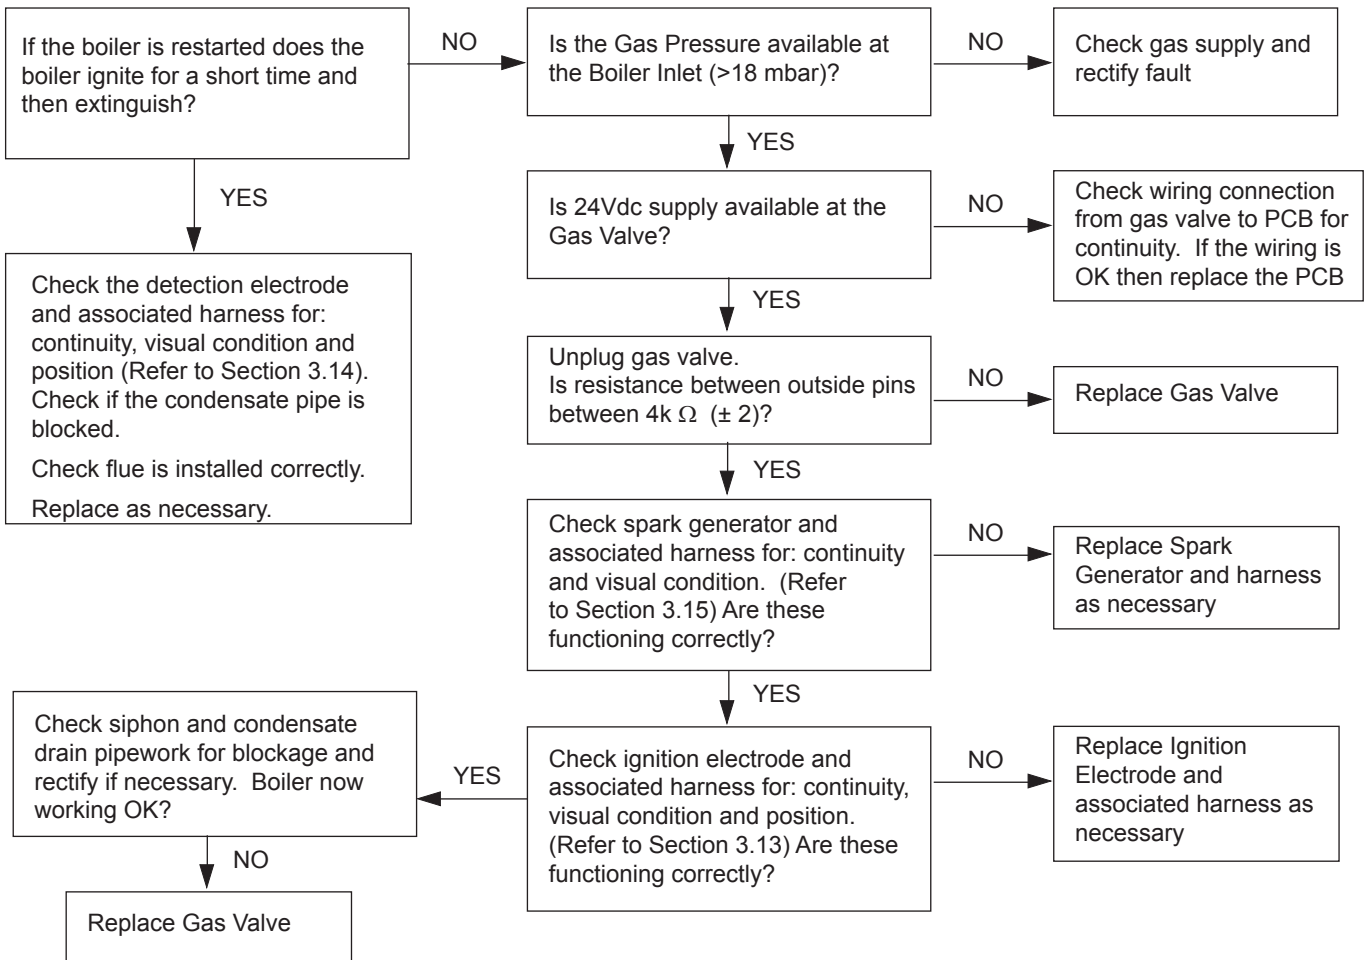 If the boiler is restarted does the
boiler ignite for a short time and
then extinguish?
NO
Is the Gas Pressure available at
the Boiler Inlet (>18 mbar)?
NO
Check gas supply and
rectify fault
YES
YES
Is 24Vdc supply available at the
Gas Valve?
NO
Check wiring connection
from gas valve to PCB for
continuity.  If the wiring is
OK then replace the PCB
Check the detection electrode
and associated harness for:
continuity, visual condition and
position (Refer to Section 3.14).
Check if the condensate pipe is
blocked.
Check flue is installed correctly.
Replace as necessary.
YES
Unplug gas valve.
Is resistance between outside pins
between 4k Ω  (± 2)?
NO
Replace Gas Valve
YES
Check spark generator and
associated harness for: continuity
and visual condition.  (Refer
to Section 3.15) Are these
functioning correctly?
NO
Replace Spark
Generator and harness
as necessary
YES
Check ignition electrode and
associated harness for: continuity,
visual condition and position.
(Refer to Section 3.13) Are these
functioning correctly?
NO
Replace Ignition
Electrode and
associated harness as
necessary
YES
Check siphon and condensate
drain pipework for blockage and
rectify if necessary.  Boiler now
working OK?
NO
Replace Gas Valve